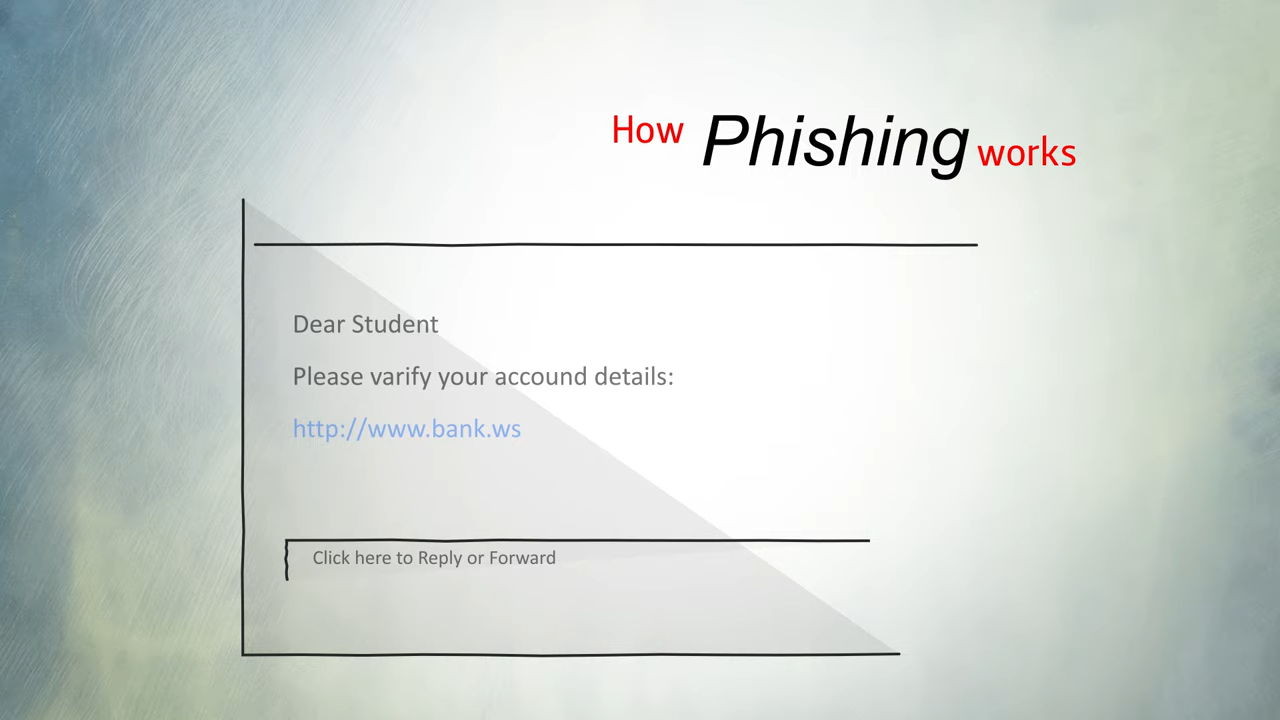 How Phishing works
Dear Student
Please varify your accound details:
http://www.bank.ws
Click here to Reply or Forward